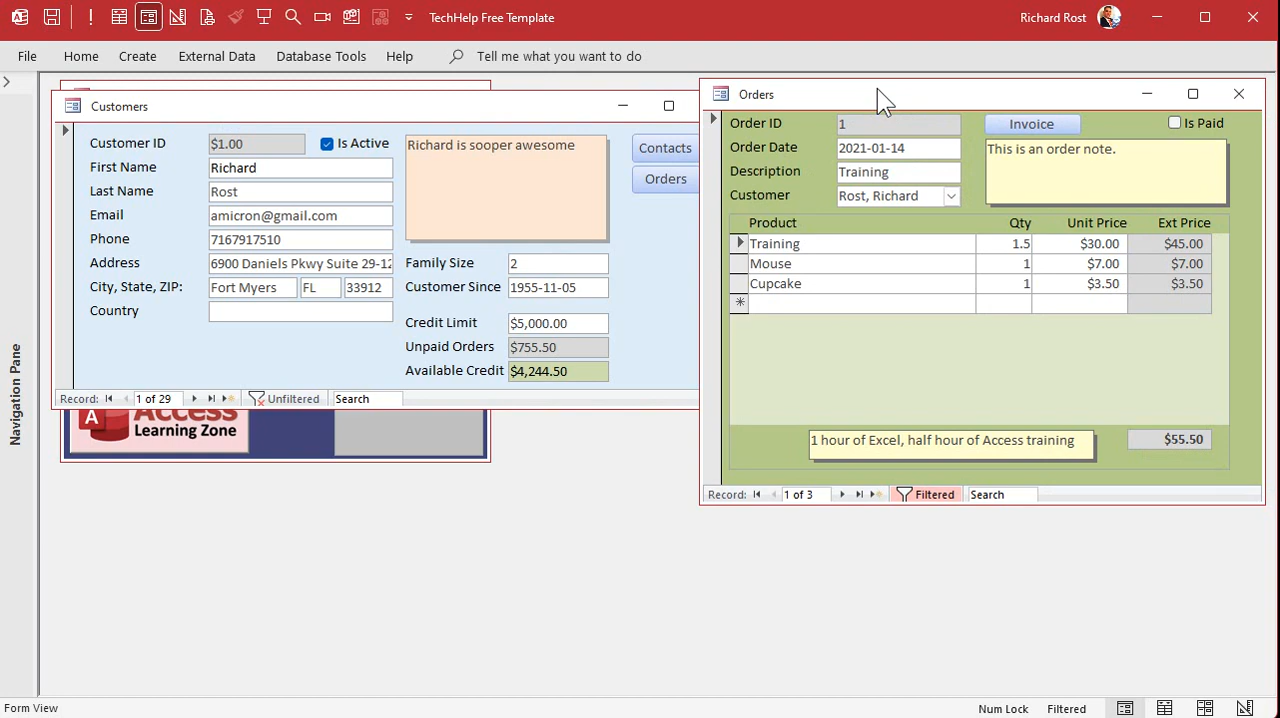 TechHelp Free Template
Richard Rost
File Home Create External Data Database Tools Help Tell me what you want to do
Customers
Customer ID $1.00 Is Active
First Name Richard
Last Name Rost
Email amicron@gmail.com
Phone 7167917510
Address 6900 Daniels Pkwy Suite 29-12
City, State, ZIP: Fort Myers FL 33912
Country
Richard is sooper awesome
Contacts
Orders
Family Size 2
Customer Since 1955-11-05
Credit Limit $5,000.00
Unpaid Orders $755.50
Available Credit $4,244.50
Record: 1 of 29 Unfiltered Search
A Access
Learning Zone
Orders
Order ID 1 Invoice Is Paid
Order Date 2021-01-14
Description Training
Customer Rost, Richard
This is an order note.
Product Qty Unit Price Ext Price
Training 1.5 $30.00 $45.00
Mouse 1 $7.00 $7.00
Cupcake 1 $3.50 $3.50
1 hour of Excel, half hour of Access training $55.50
Record: 1 of 3 Filtered Search
Navigation Pane
Form View Num Lock Filtered